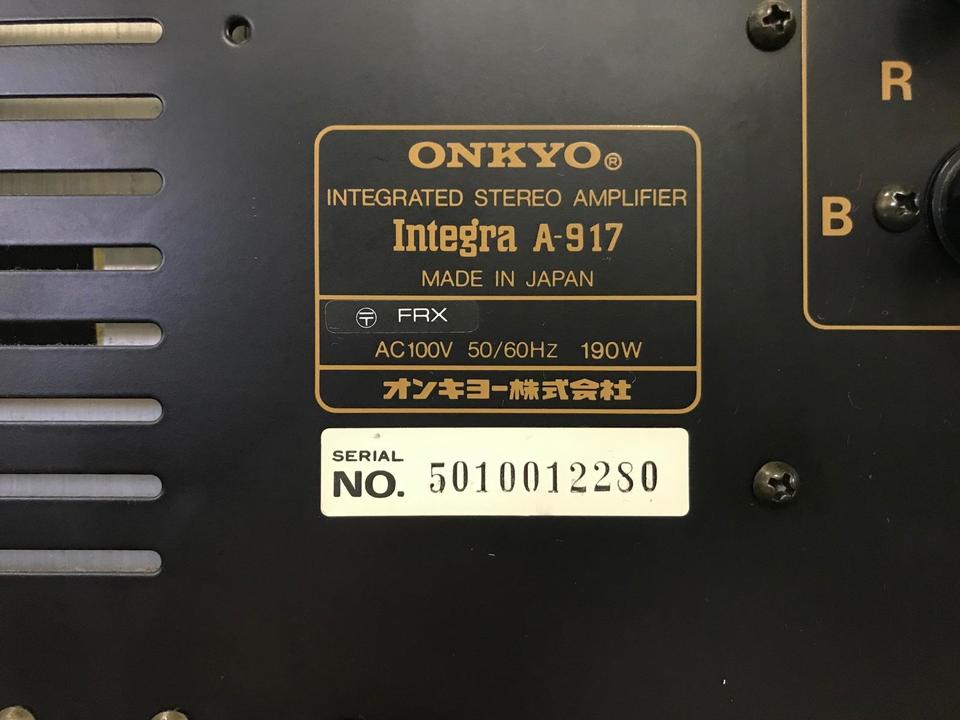 ONKYO®
INTEGRATED STEREO AMPLIFIER
Integra A-917
MADE IN JAPAN
〶 FRX
AC100V 50/60Hz 190W
オンキヨー株式会社
SERIAL
NO. 5010012280
R
B